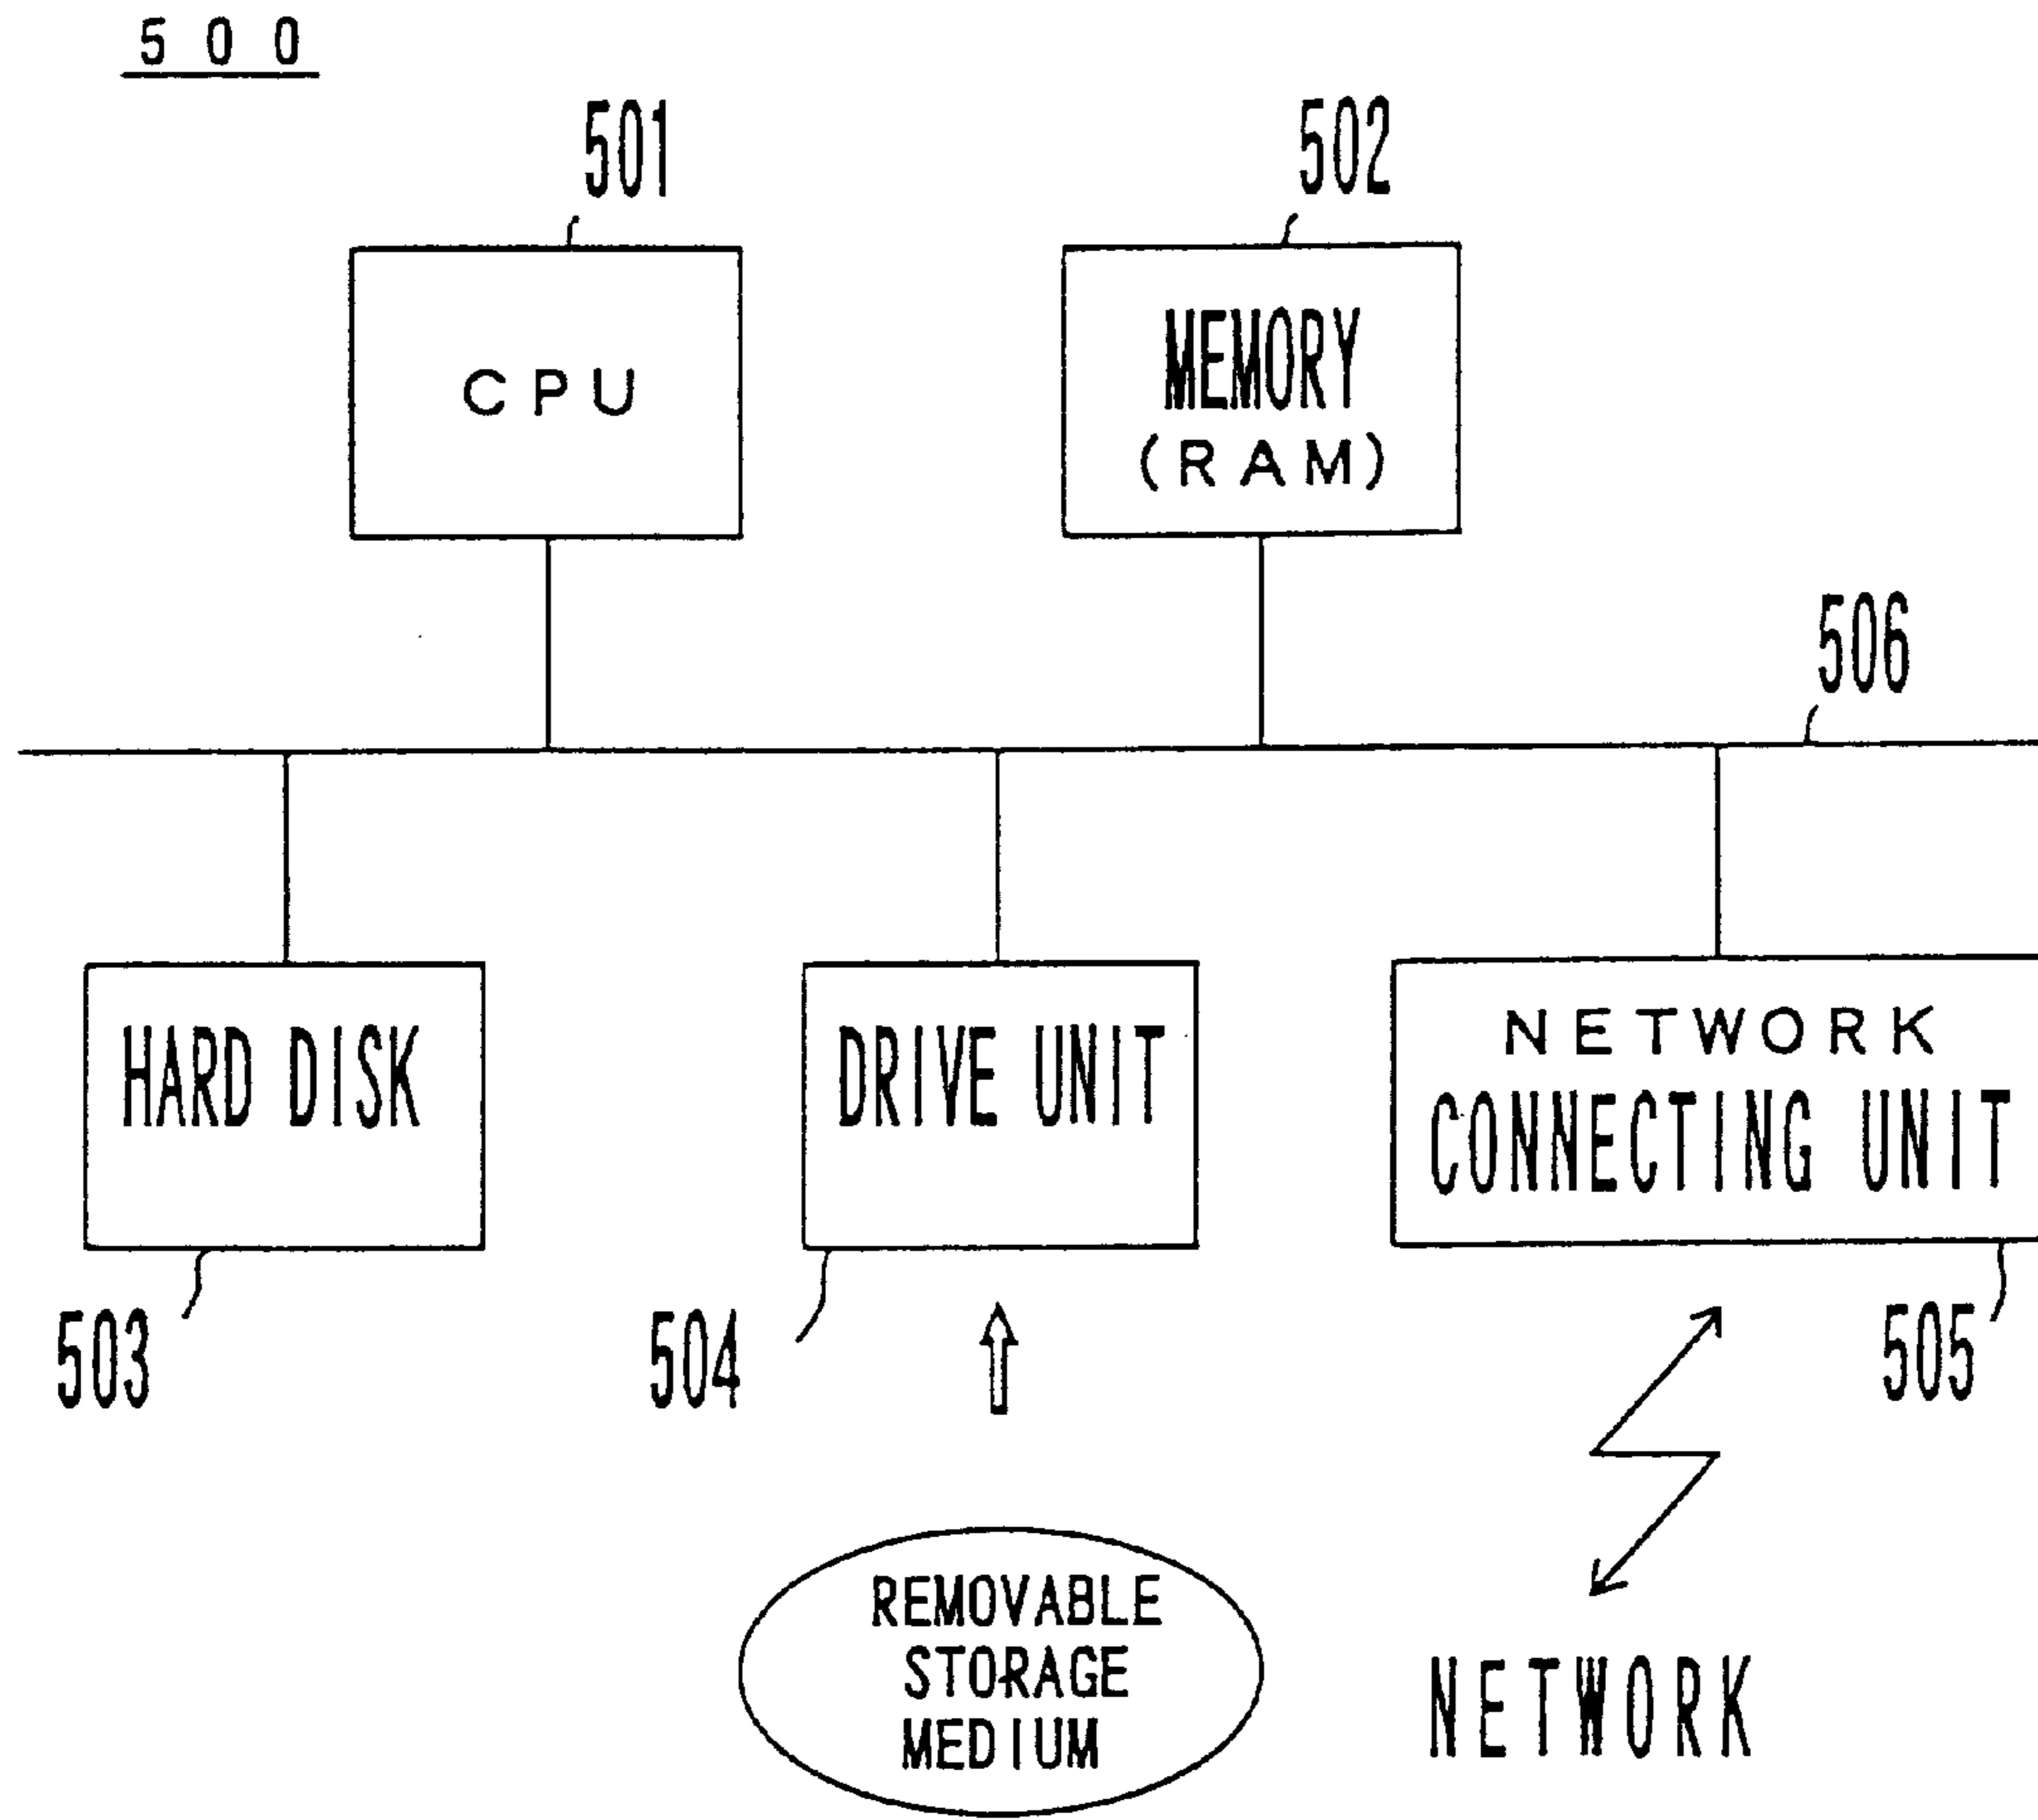 500
501
502
CPU
MEMORY
(RAM)
506
HARD DISK
DRIVE UNIT
NETWORK
CONNECTING UNIT
503
504
505
REMOVABLE
STORAGE
MEDIUM
NETWORK